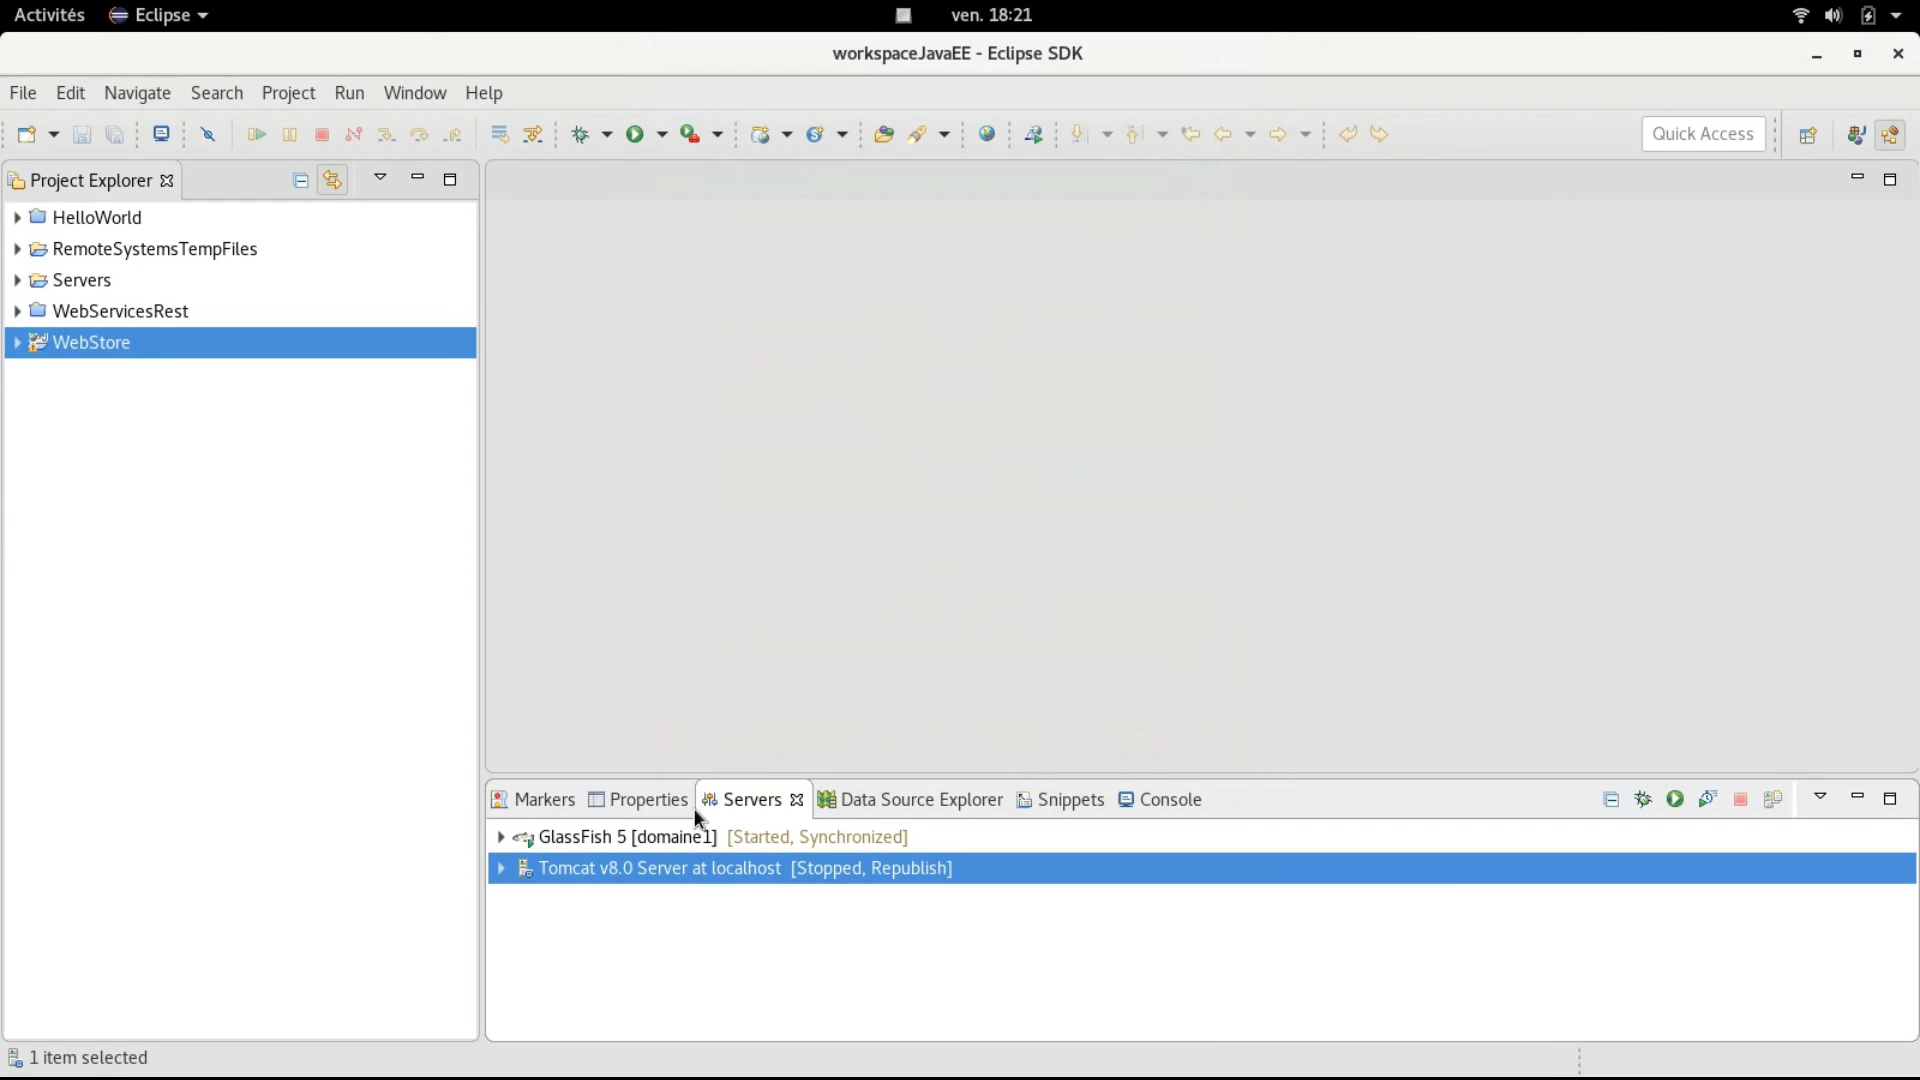 Activités Eclipse ven. 18:21
workspaceJavaEE - Eclipse SDK
File Edit Navigate Search Project Run Window Help
Quick Access
Project Explorer
HelloWorld
RemoteSystemsTempFiles
Servers
WebServicesRest
WebStore
Markers Properties Servers Data Source Explorer Snippets Console
GlassFish 5 [domaine1] [Started, Synchronized]
Tomcat v8.0 Server at localhost [Stopped, Republish]
1 item selected